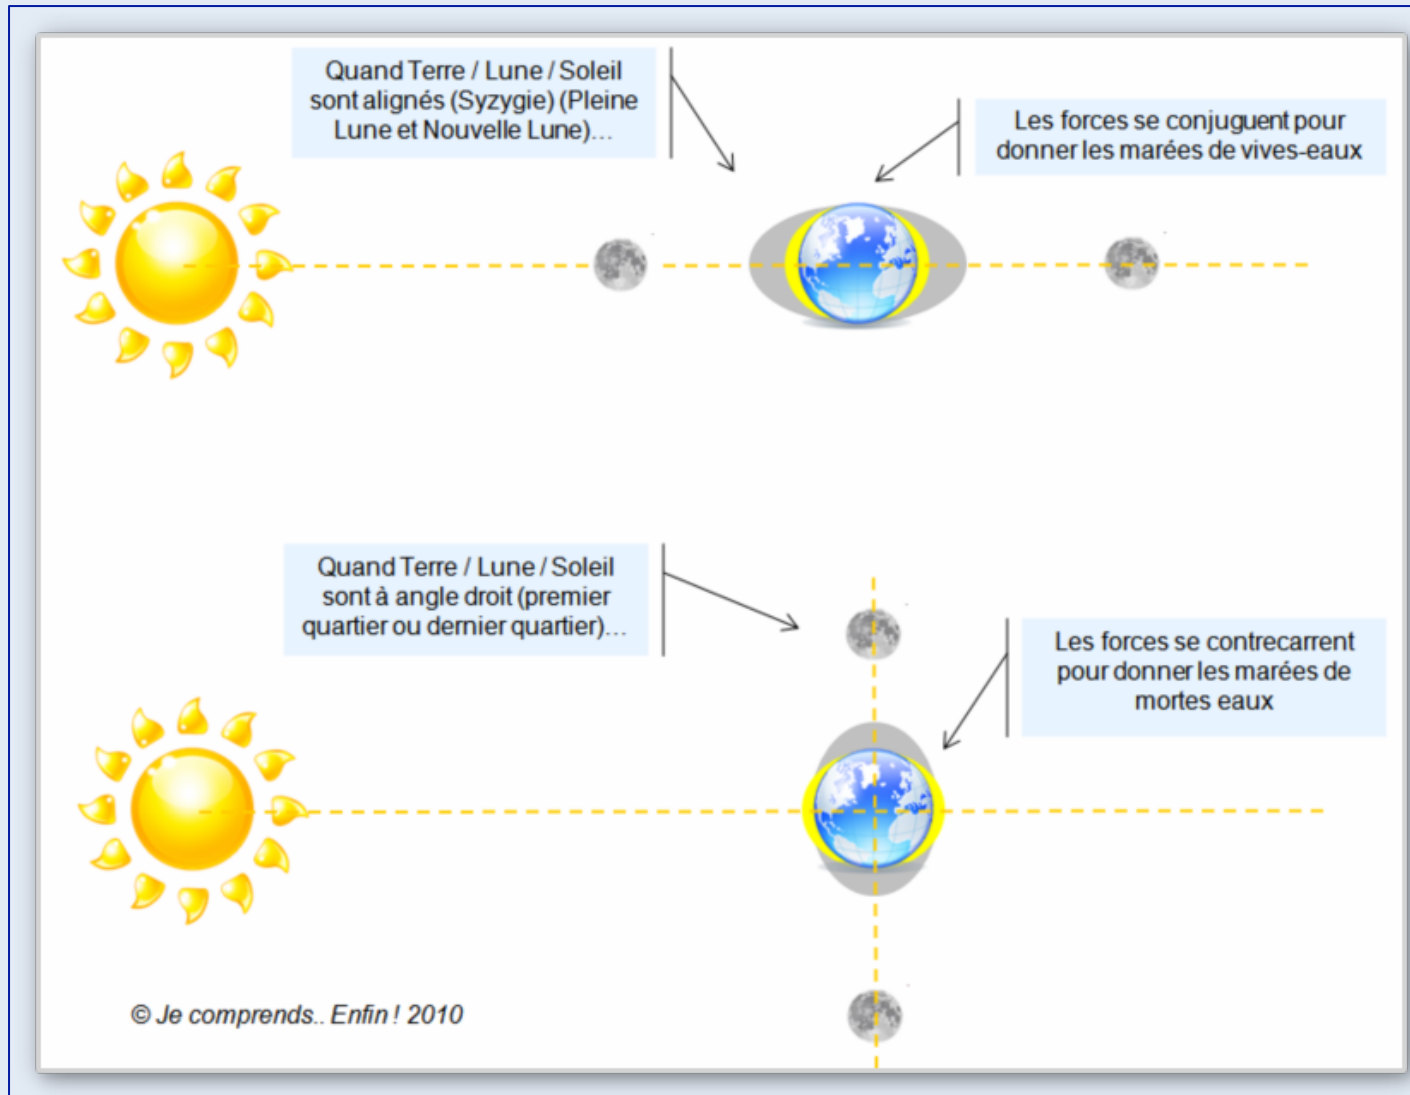 Quand Terre / Lune / Soleil
sont alignés (Syzygie) (Pleine
Lune et Nouvelle Lune)...
Les forces se conjuguent pour
donner les marées de vives-eaux
Quand Terre / Lune / Soleil
sont à angle droit (premier
quartier ou dernier quartier)...
Les forces se contrecarrent
pour donner les marées de
mortes eaux
© Je comprends.. Enfin ! 2010